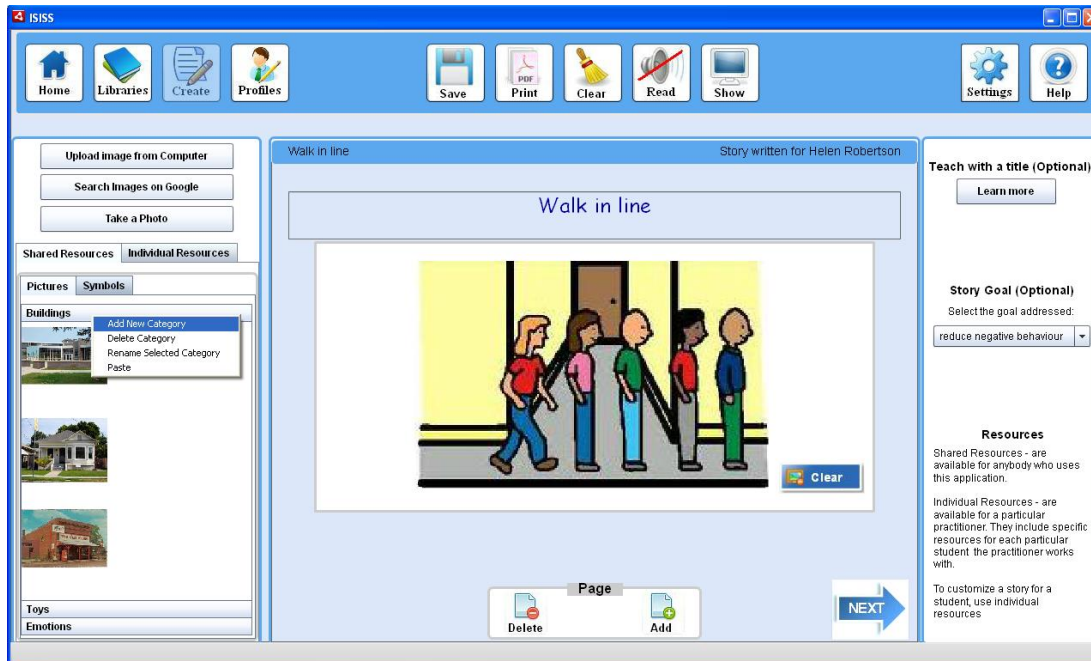 ISISS
Home
Libraries
Create
Profiles
Save
PDF
Print
Clear
Read
Show
Settings
Help
Upload image from Computer
Search Images on Google
Take a Photo
Shared Resources
Individual Resources
Pictures
Symbols
Buildings
Add New Category
Delete Category
Rename Selected Category
Paste
Toys
Emotions
Walk in line
Story written for Helen Robertson
Walk in line
Clear
Page
Delete
Add
NEXT
Teach with a title (Optional)
Learn more
Story Goal (Optional)
Select the goal addressed:
reduce negative behaviour
Resources
Shared Resources - are
available for anybody who uses
this application.
Individual Resources - are
available for a particular
practitioner. They include specific
resources for each particular
student the practitioner works
with.
To customize a story for a
student, use individual
resources